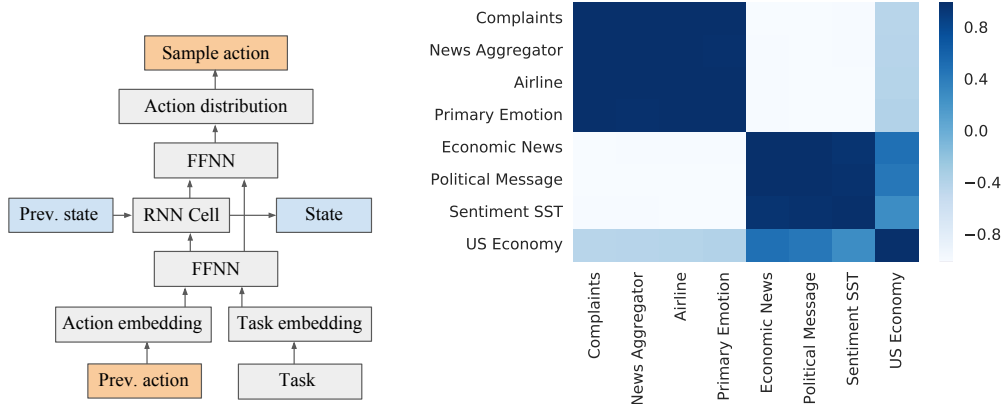 Sample action
Action distribution
FFNN
Prev. state
RNN Cell
State
FFNN
Action embedding
Task embedding
Prev. action
Task
Complaints
News Aggregator
Airline
Primary Emotion
Economic News
Political Message
Sentiment SST
US Economy
Complaints
News Aggregator
Airline
Primary Emotion
Economic News
Political Message
Sentiment SST
US Economy
0.8
0.4
0.0
−0.4
−0.8